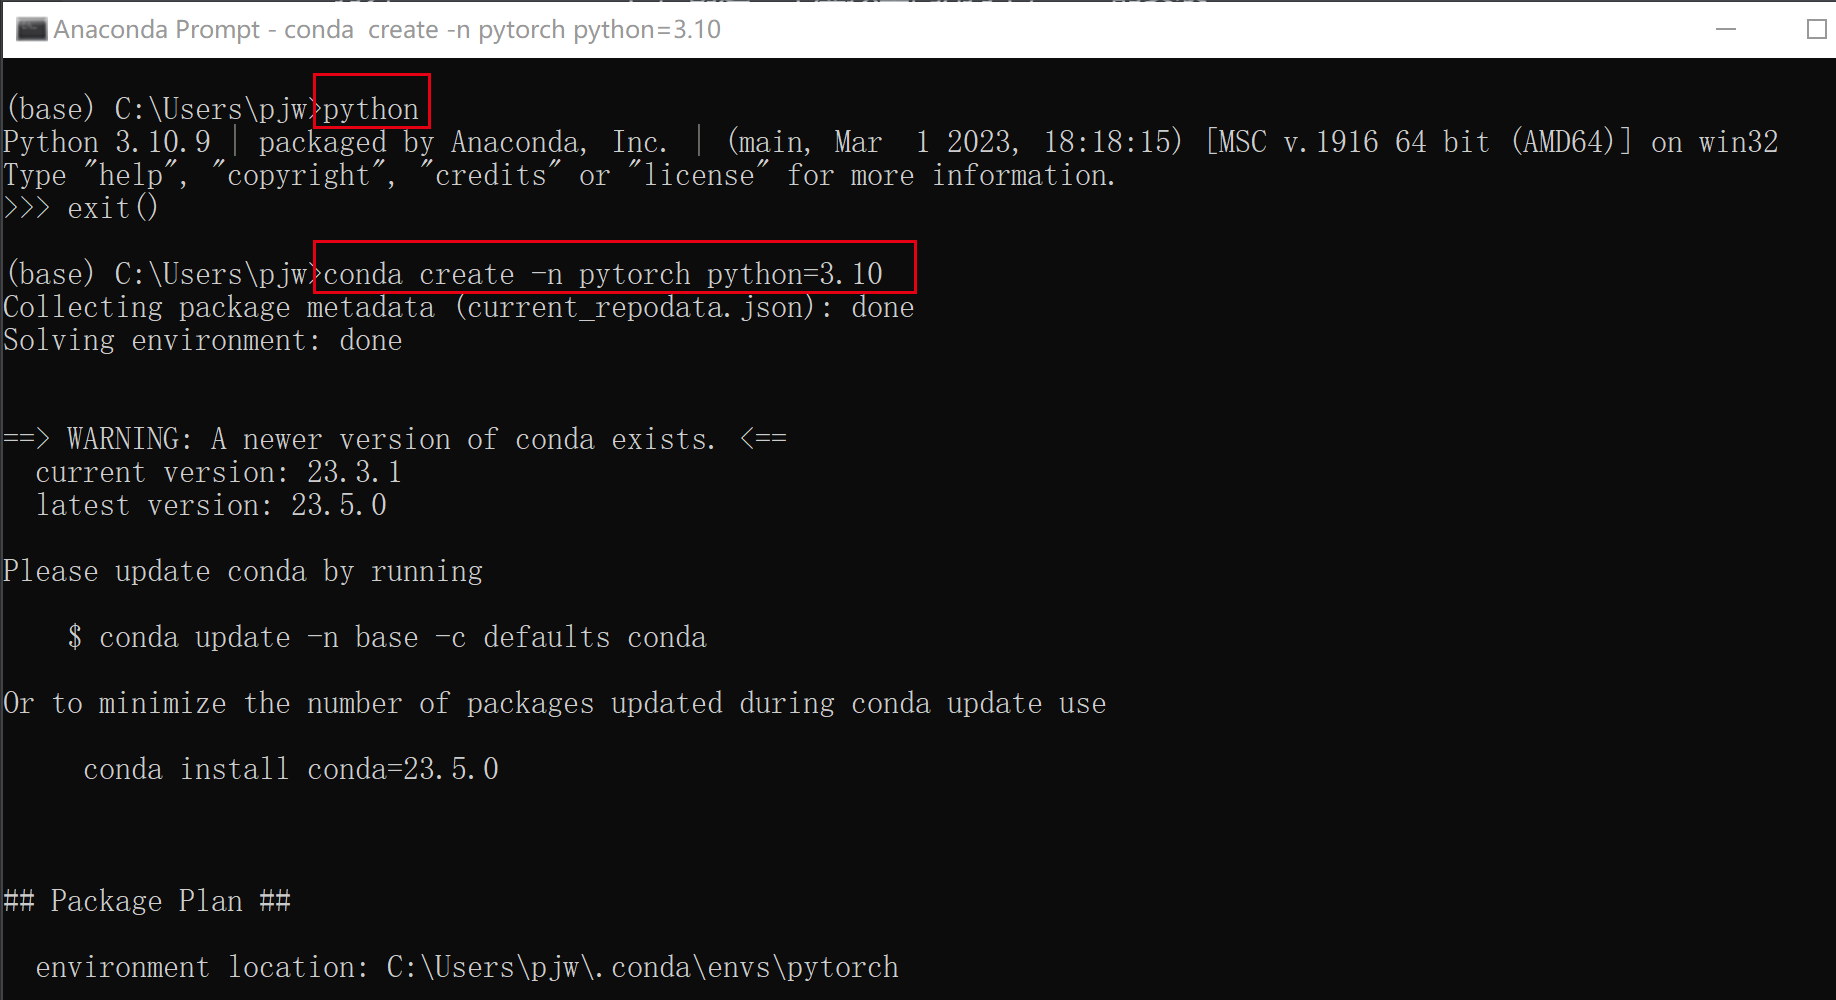 Anaconda Prompt - conda  create -n pytorch python=3.10
(base) C:\Users\pjw>python
Python 3.10.9 | packaged by Anaconda, Inc. | (main, Mar  1 2023, 18:18:15) [MSC v.1916 64 bit (AMD64)] on win32
Type "help", "copyright", "credits" or "license" for more information.
>>> exit()
(base) C:\Users\pjw>conda create -n pytorch python=3.10
Collecting package metadata (current_repodata.json): done
Solving environment: done
==> WARNING: A newer version of conda exists. <==
  current version: 23.3.1
  latest version: 23.5.0
Please update conda by running
    $ conda update -n base -c defaults conda
Or to minimize the number of packages updated during conda update use
     conda install conda=23.5.0
## Package Plan ##
  environment location: C:\Users\pjw\.conda\envs\pytorch